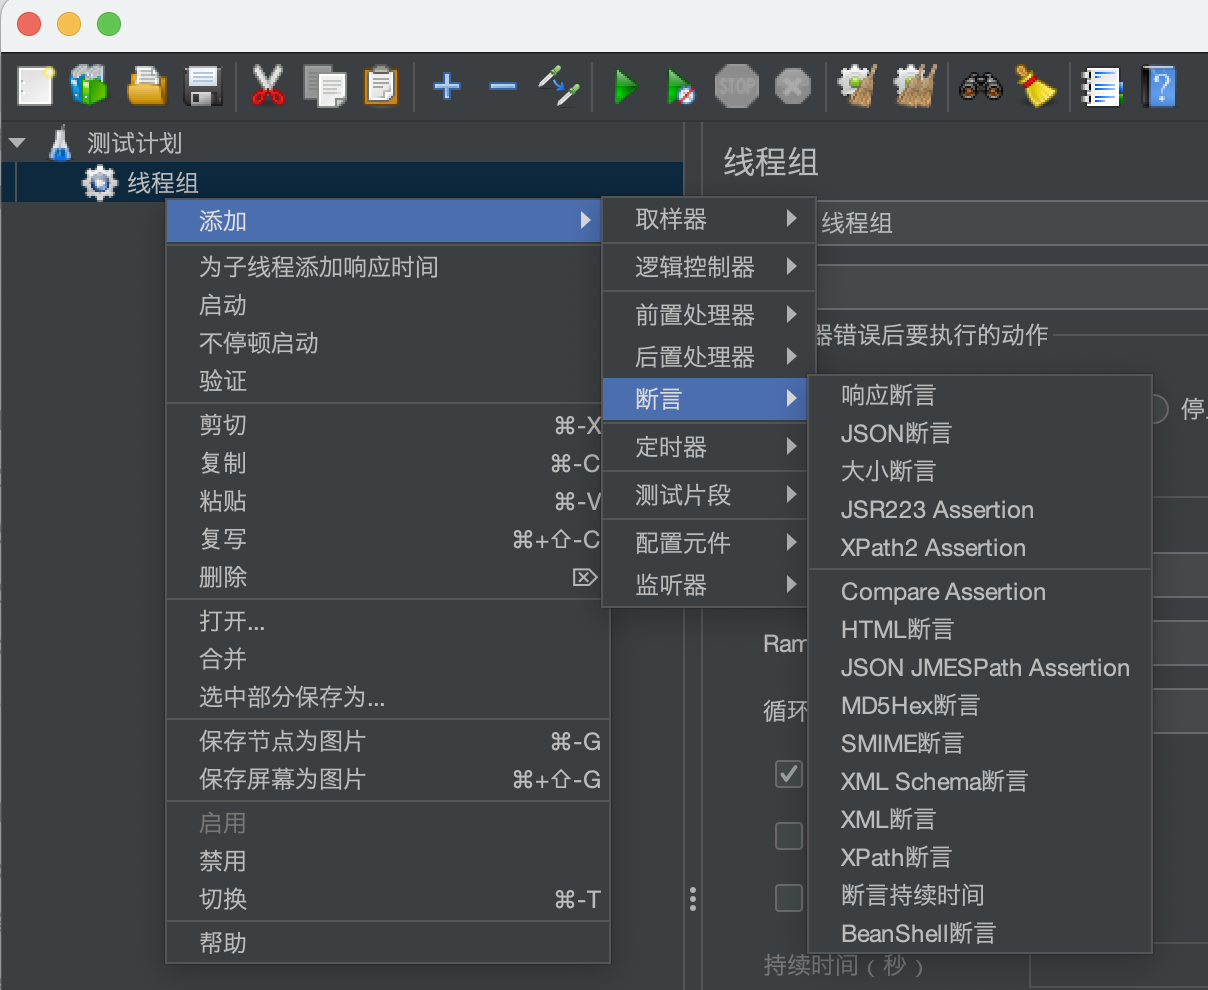 STOP
测试计划
线程组
添加
为子线程添加响应时间
启动
不停顿启动
验证
剪切 ⌘-X
复制 ⌘-C
粘贴 ⌘-V
复写 ⌘+⇧-C
删除 ⌦
打开...
合并
选中部分保存为...
保存节点为图片 ⌘-G
保存屏幕为图片 ⌘+⇧-G
启用
禁用
切换 ⌘-T
帮助
取样器
逻辑控制器
前置处理器
后置处理器
断言
定时器
测试片段
配置元件
监听器
响应断言
JSON断言
大小断言
JSR223 Assertion
XPath2 Assertion
Compare Assertion
HTML断言
JSON JMESPath Assertion
MD5Hex断言
SMIME断言
XML Schema断言
XML断言
XPath断言
断言持续时间
BeanShell断言
线程组
线程组
器错误后要执行的动作
停
Ram
循环
持续时间（秒）